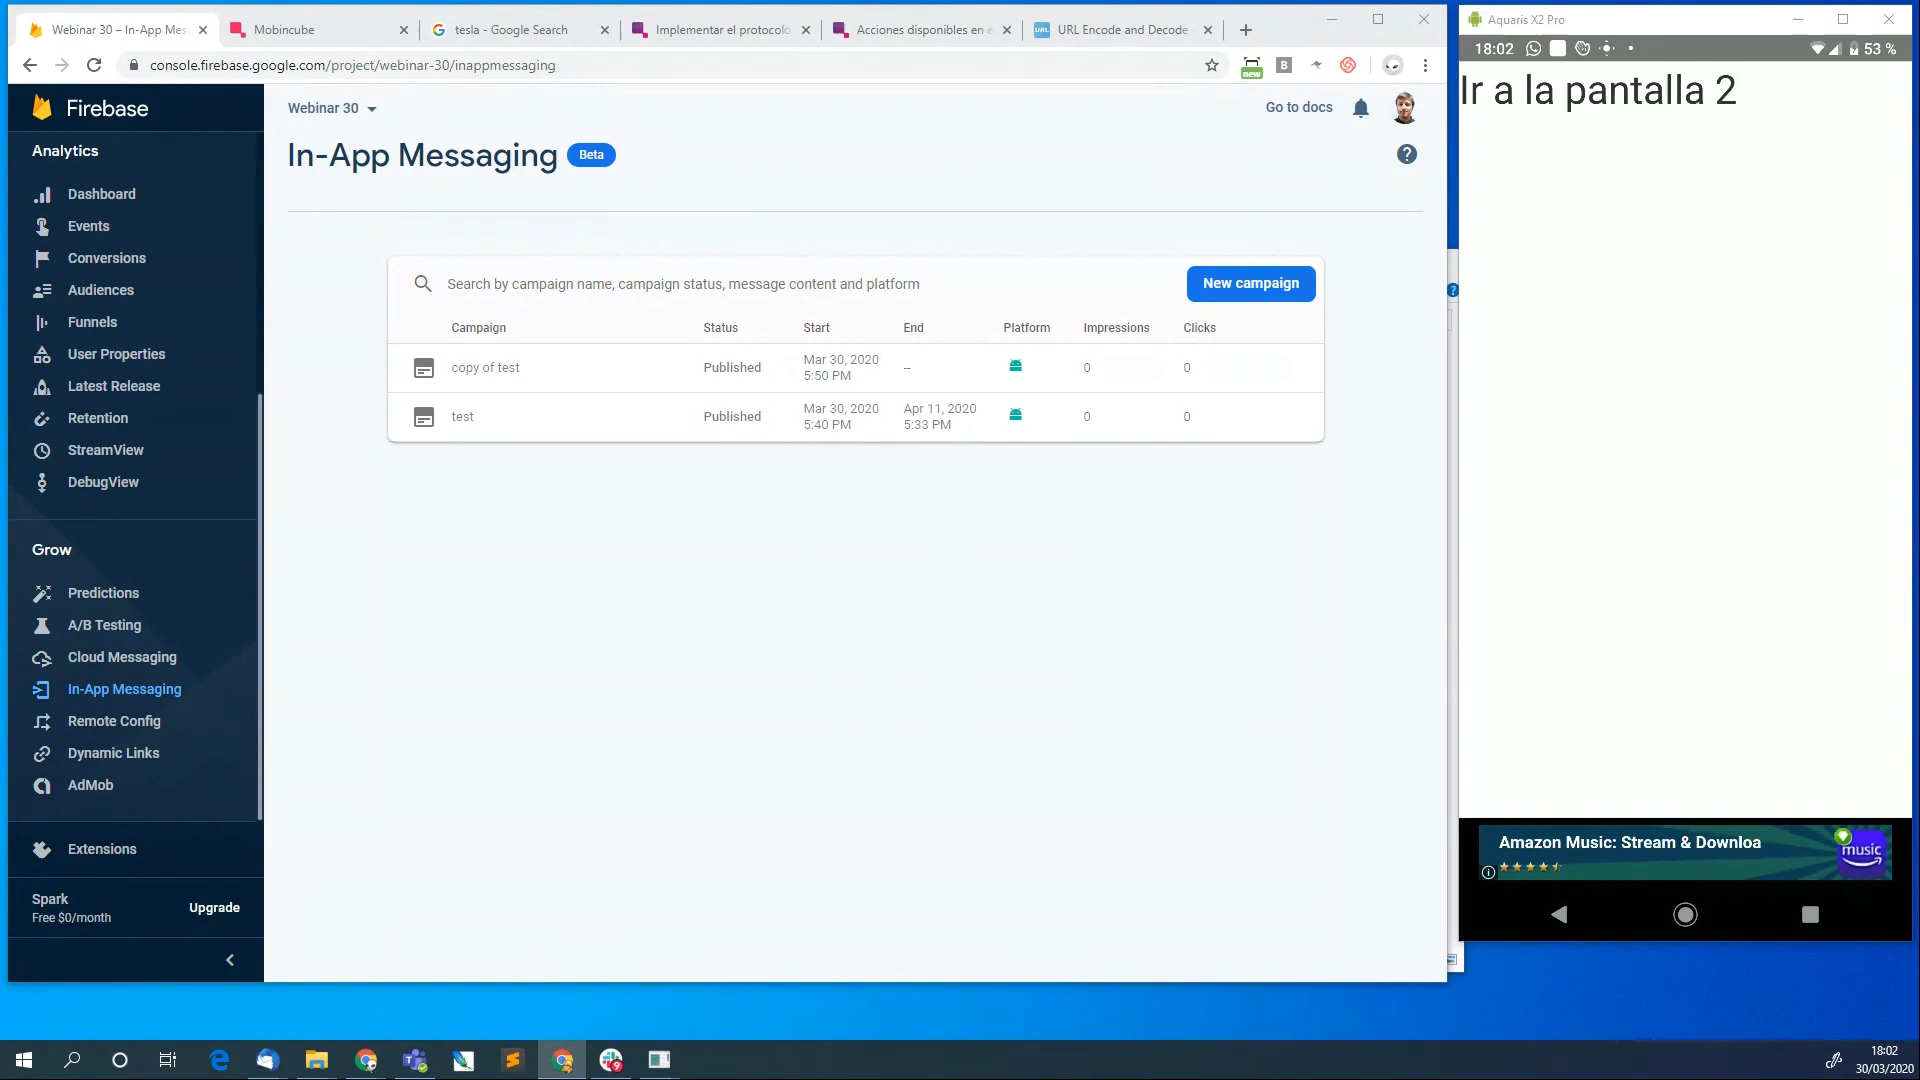 Webinar 30 – In-App Mes
Mobincube
tesla - Google Search
Implementar el protocolo
Acciones disponibles en e
URL Encode and Decode
console.firebase.google.com/project/webinar-30/inappmessaging
new
B
Firebase
Analytics
Dashboard
Events
Conversions
Audiences
Funnels
User Properties
Latest Release
Retention
StreamView
DebugView
Grow
Predictions
A/B Testing
Cloud Messaging
In-App Messaging
Remote Config
Dynamic Links
AdMob
Extensions
Spark
Free $0/month
Upgrade
Webinar 30
Go to docs
In-App Messaging
Beta
Search by campaign name, campaign status, message content and platform
New campaign
Campaign Status Start End Platform Impressions Clicks
copy of test Published Mar 30, 2020 5:50 PM -- 0 0
test Published Mar 30, 2020 5:40 PM Apr 11, 2020 5:33 PM 0 0
Aquaris X2 Pro
18:02
53 %
Ir a la pantalla 2
Amazon Music: Stream & Downloa
music
18:02
30/03/2020